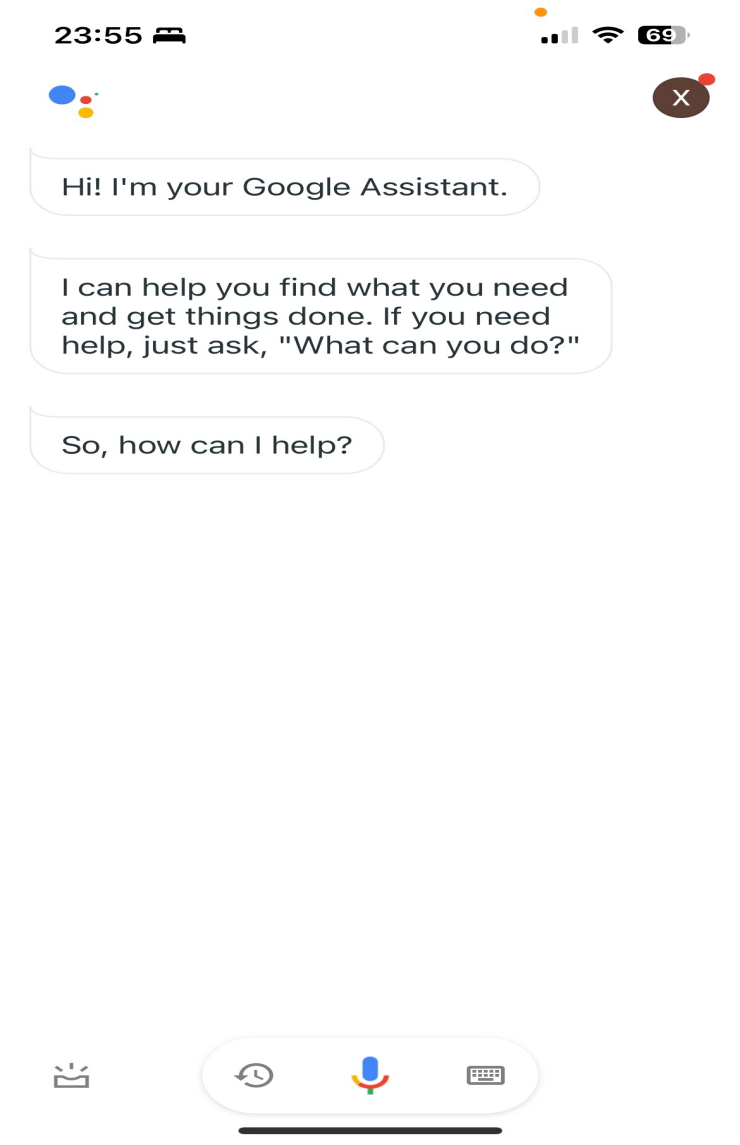 23:55
69
X
Hi! I'm your Google Assistant.
I can help you find what you need
and get things done. If you need
help, just ask, "What can you do?"
So, how can I help?